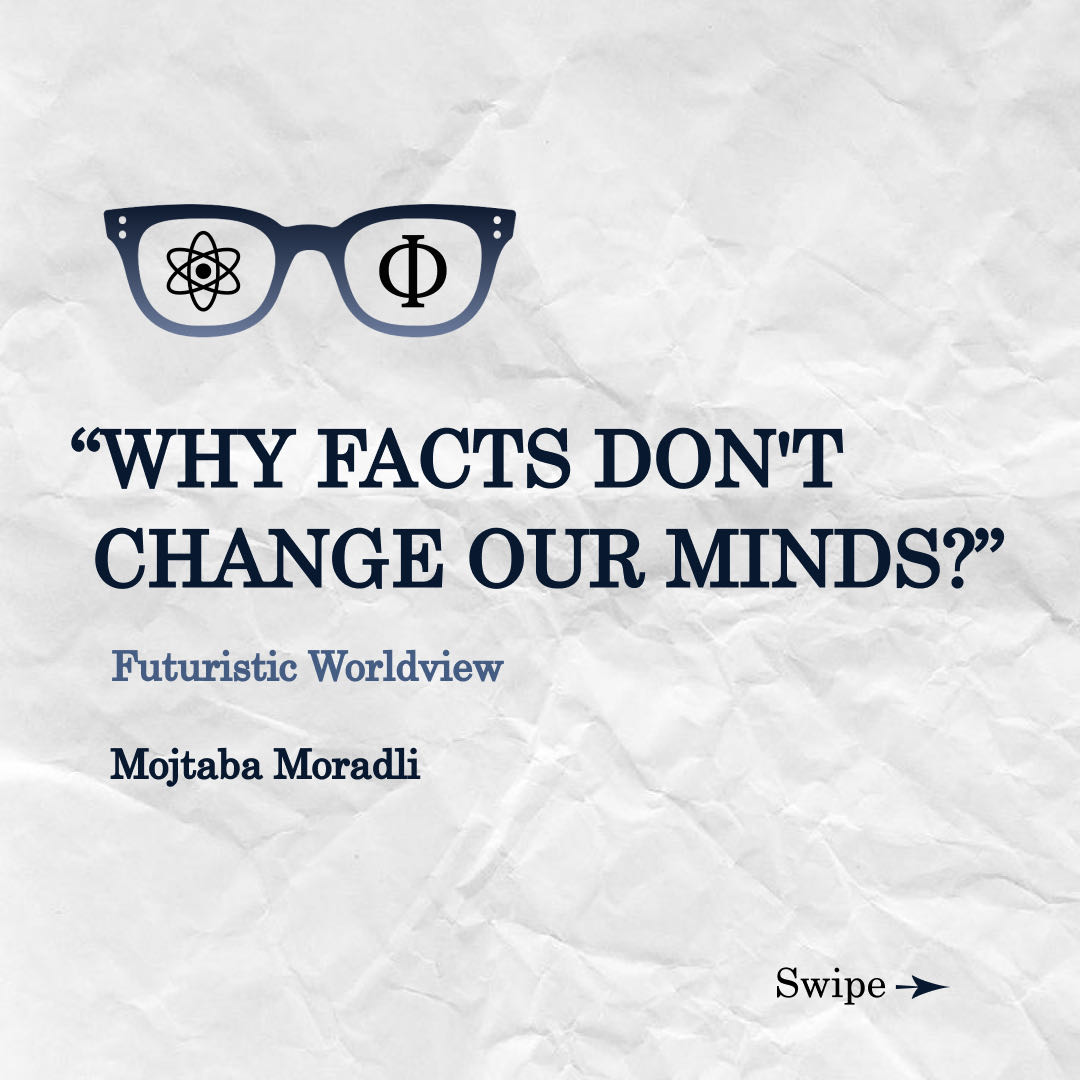 Φ
“WHY FACTS DON'T
CHANGE OUR MINDS?”
Futuristic Worldview
Mojtaba Moradli
Swipe